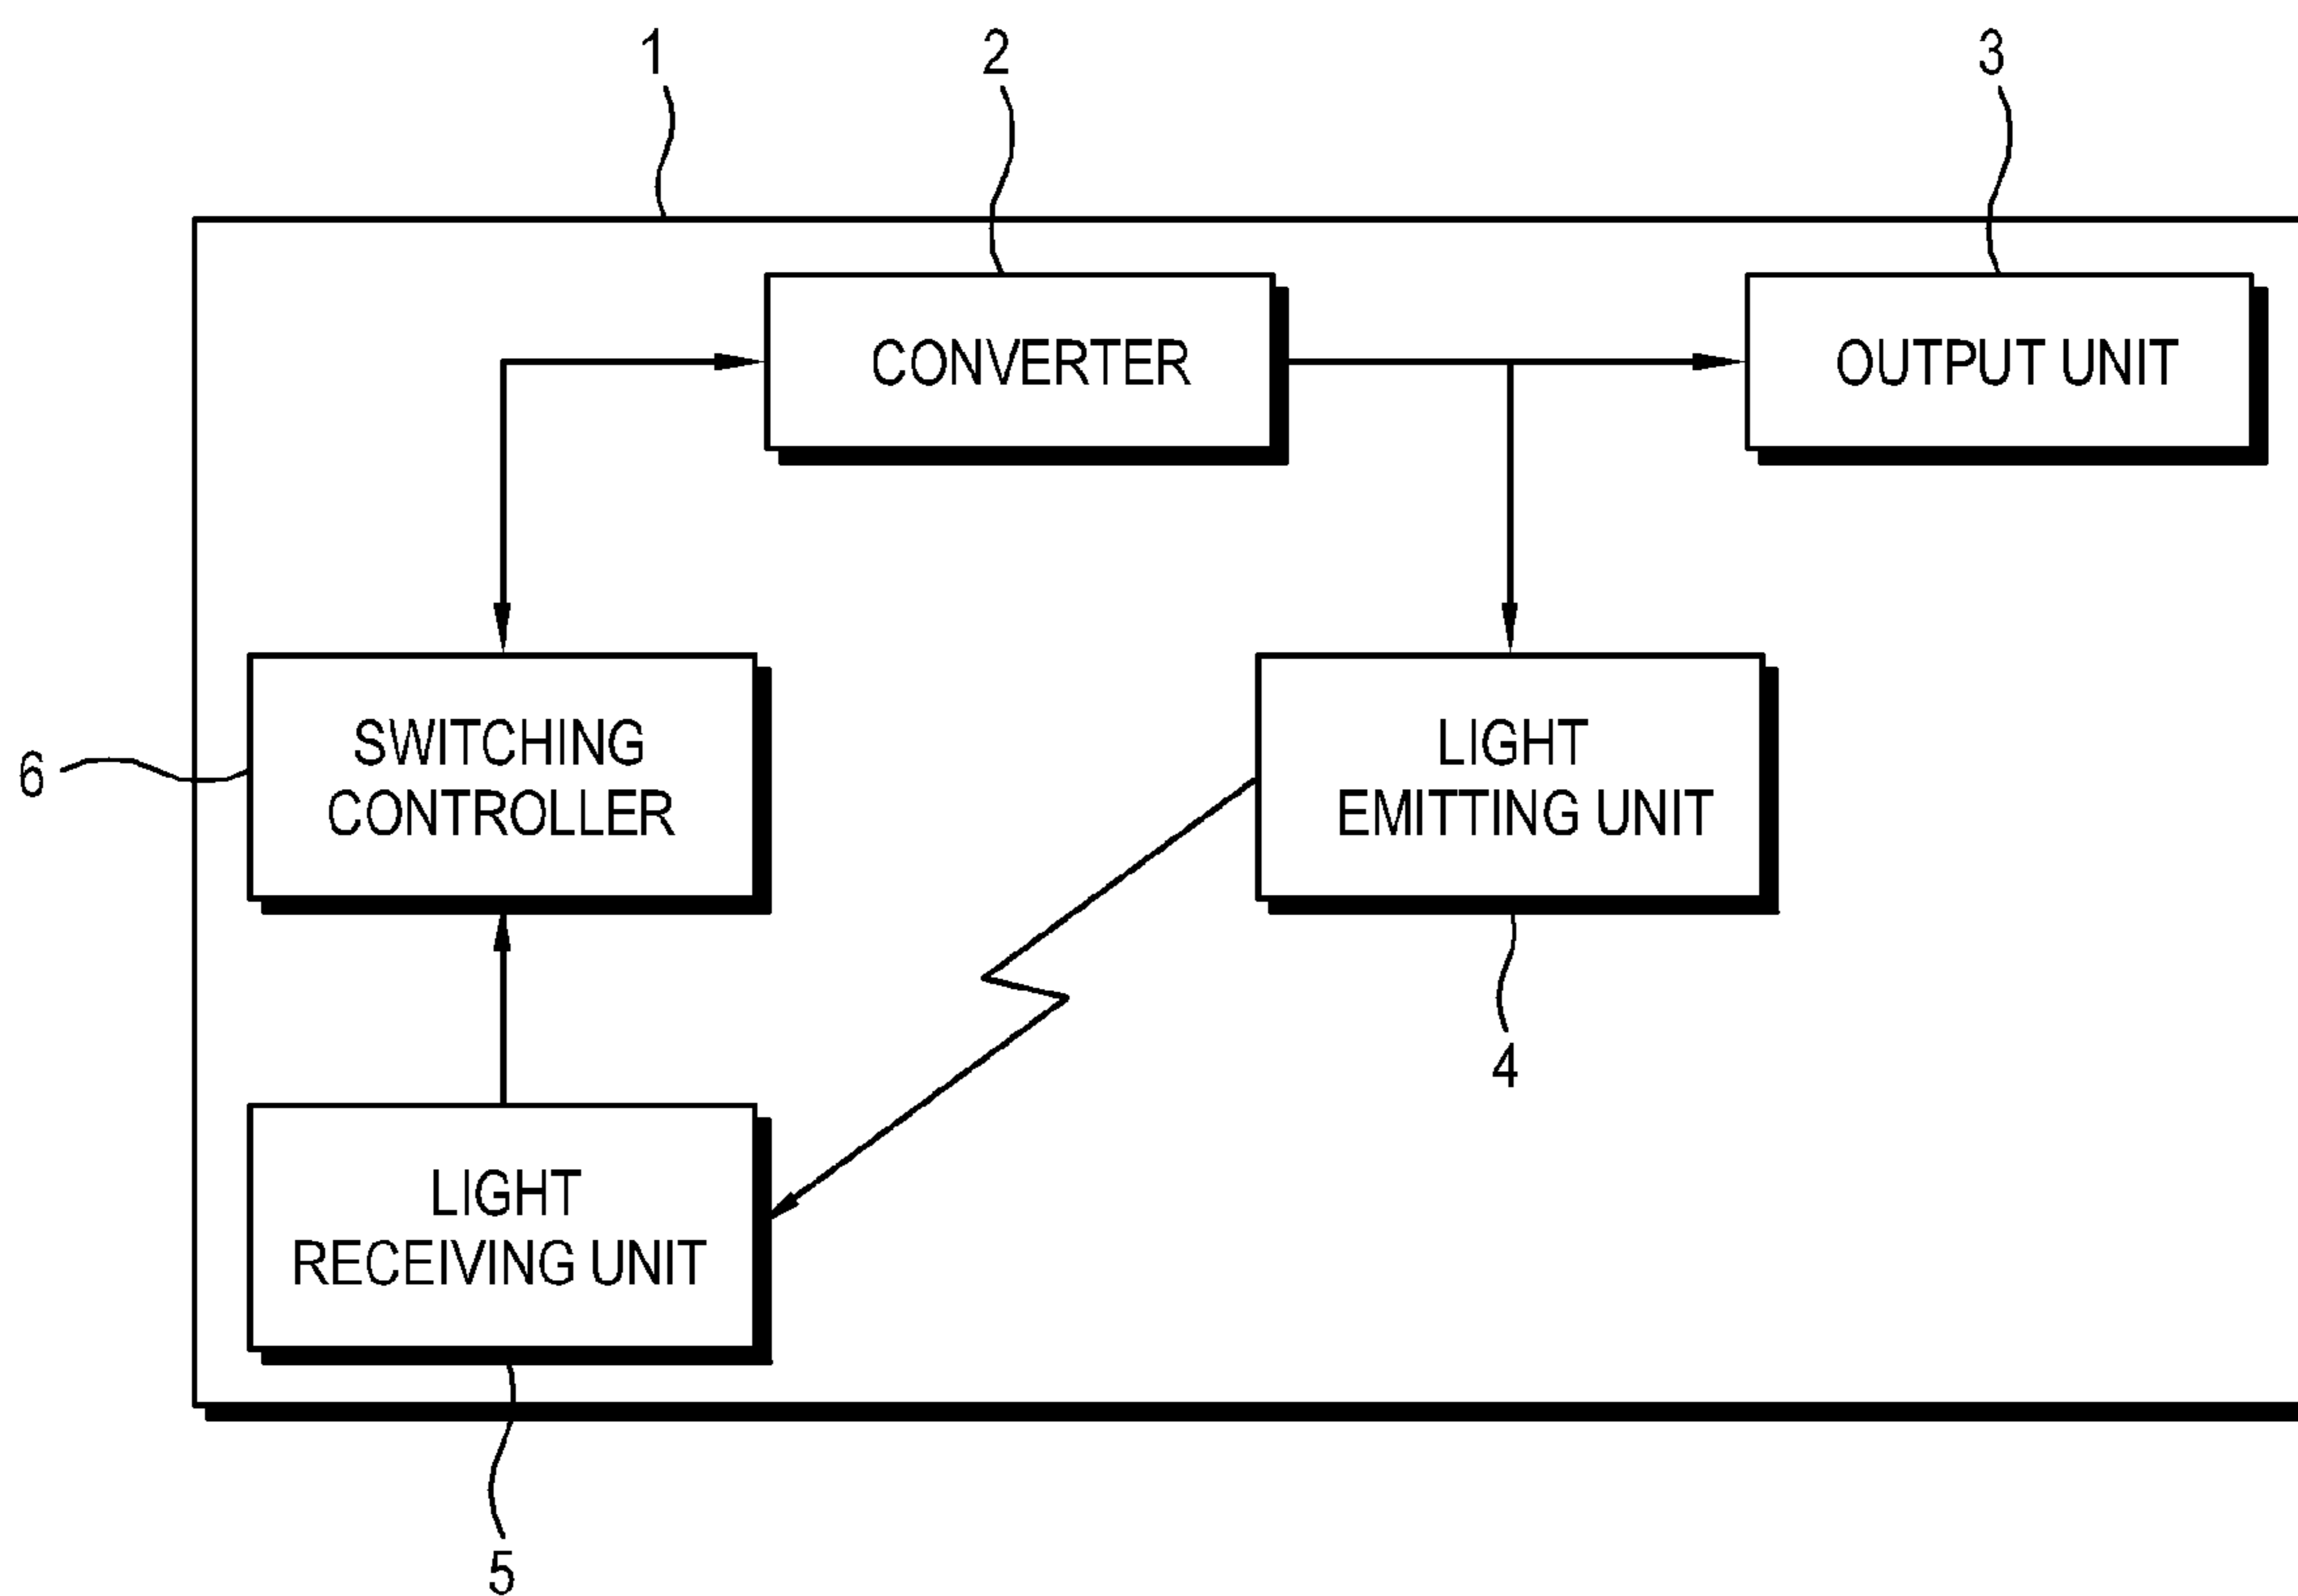 1
2
3
CONVERTER
OUTPUT UNIT
6
SWITCHING
CONTROLLER
LIGHT
EMITTING UNIT
4
LIGHT
RECEIVING UNIT
5